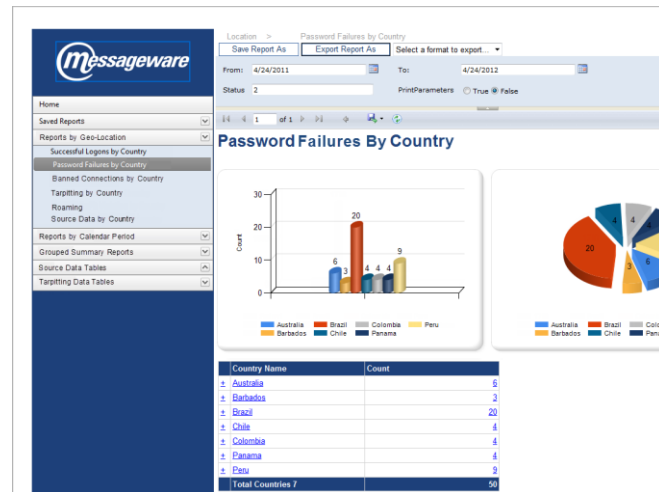 Location > Password Failures by Country
Save Report As Export Report As Select a format to export...
Messageware
From: 4/24/2011 To: 4/24/2012
Status 2 PrintParameters True False
Home
Saved Reports
Reports by Geo-Location
Successful Logons by Country
Password Failures by Country
Banned Connections by Country
Tarpitting by Country
Roaming
Source Data by Country
Reports by Calendar Period
Grouped Summary Reports
Source Data Tables
Tarpitting Data Tables
1 of 1
Password Failures By Country
Count
30
20
10
0
6 3 20 4 4 4 9
Australia Brazil Colombia Peru
Barbados Chile Panama
4 4 4
20
3 6
Australia Brazil Colo
Barbados Chile Pana
Country Name Count
+ Australia 6
+ Barbados 3
+ Brazil 20
+ Chile 4
+ Colombia 4
+ Panama 4
+ Peru 9
Total Countries 7 50